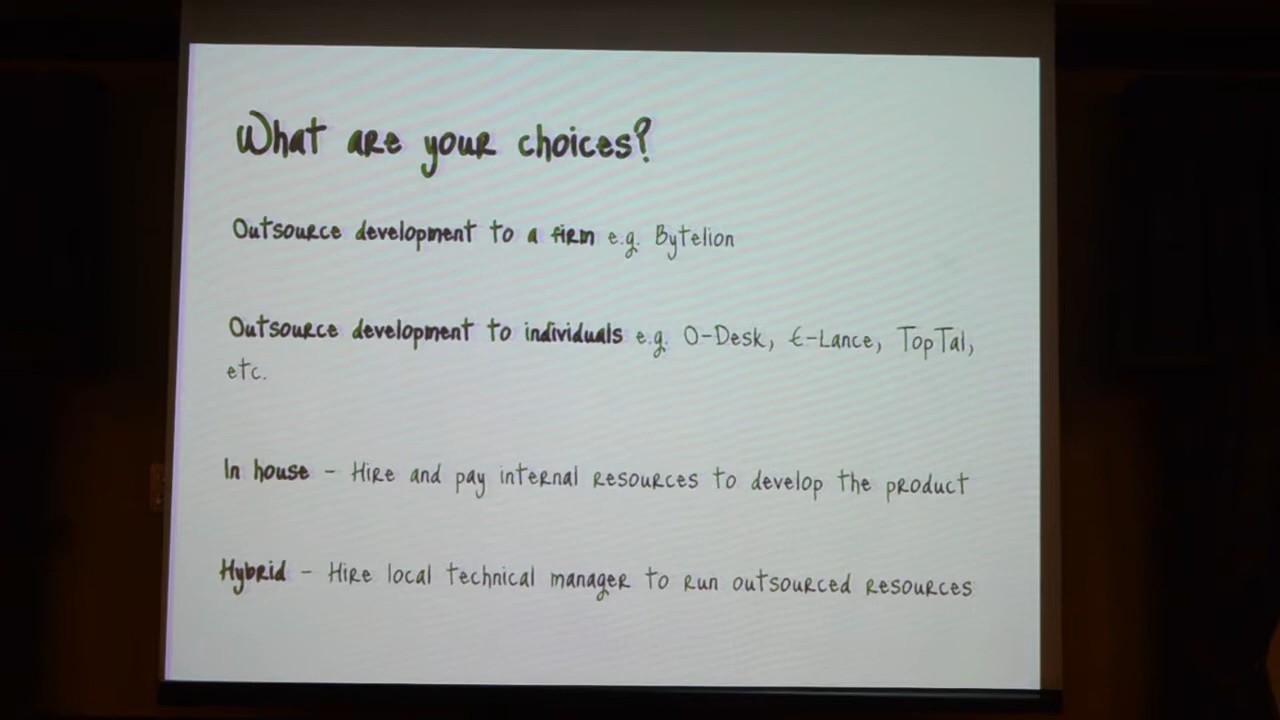 What are your choices?
Outsource development to a firm e.g. Bytelion
Outsource development to individuals e.g. O-Desk, E-Lance, TopTal,
etc.
In house - Hire and pay internal resources to develop the product
Hybrid - Hire local technical manager to run outsourced resources